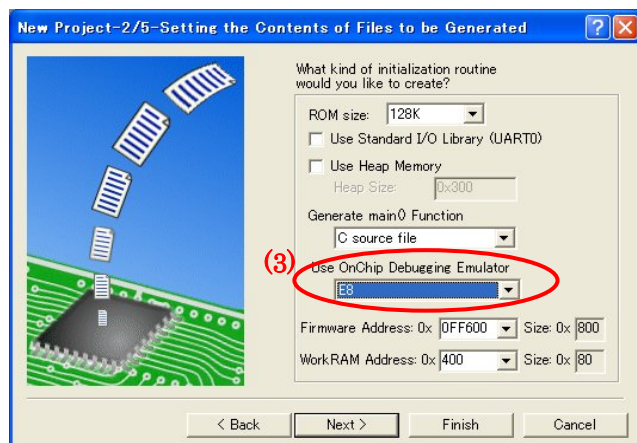 New Project-2/5-Setting the Contents of Files to be Generated
What kind of initialization routine
would you like to create?
ROM size: 128K
Use Standard I/O Library (UART0)
Use Heap Memory
Heap Size: 0x300
Generate main() Function
C source file
(3)
Use OnChip Debugging Emulator
E8
Firmware Address: 0x 0FF600 Size: 0x 800
WorkRAM Address: 0x 400 Size: 0x 80
< Back Next > Finish Cancel